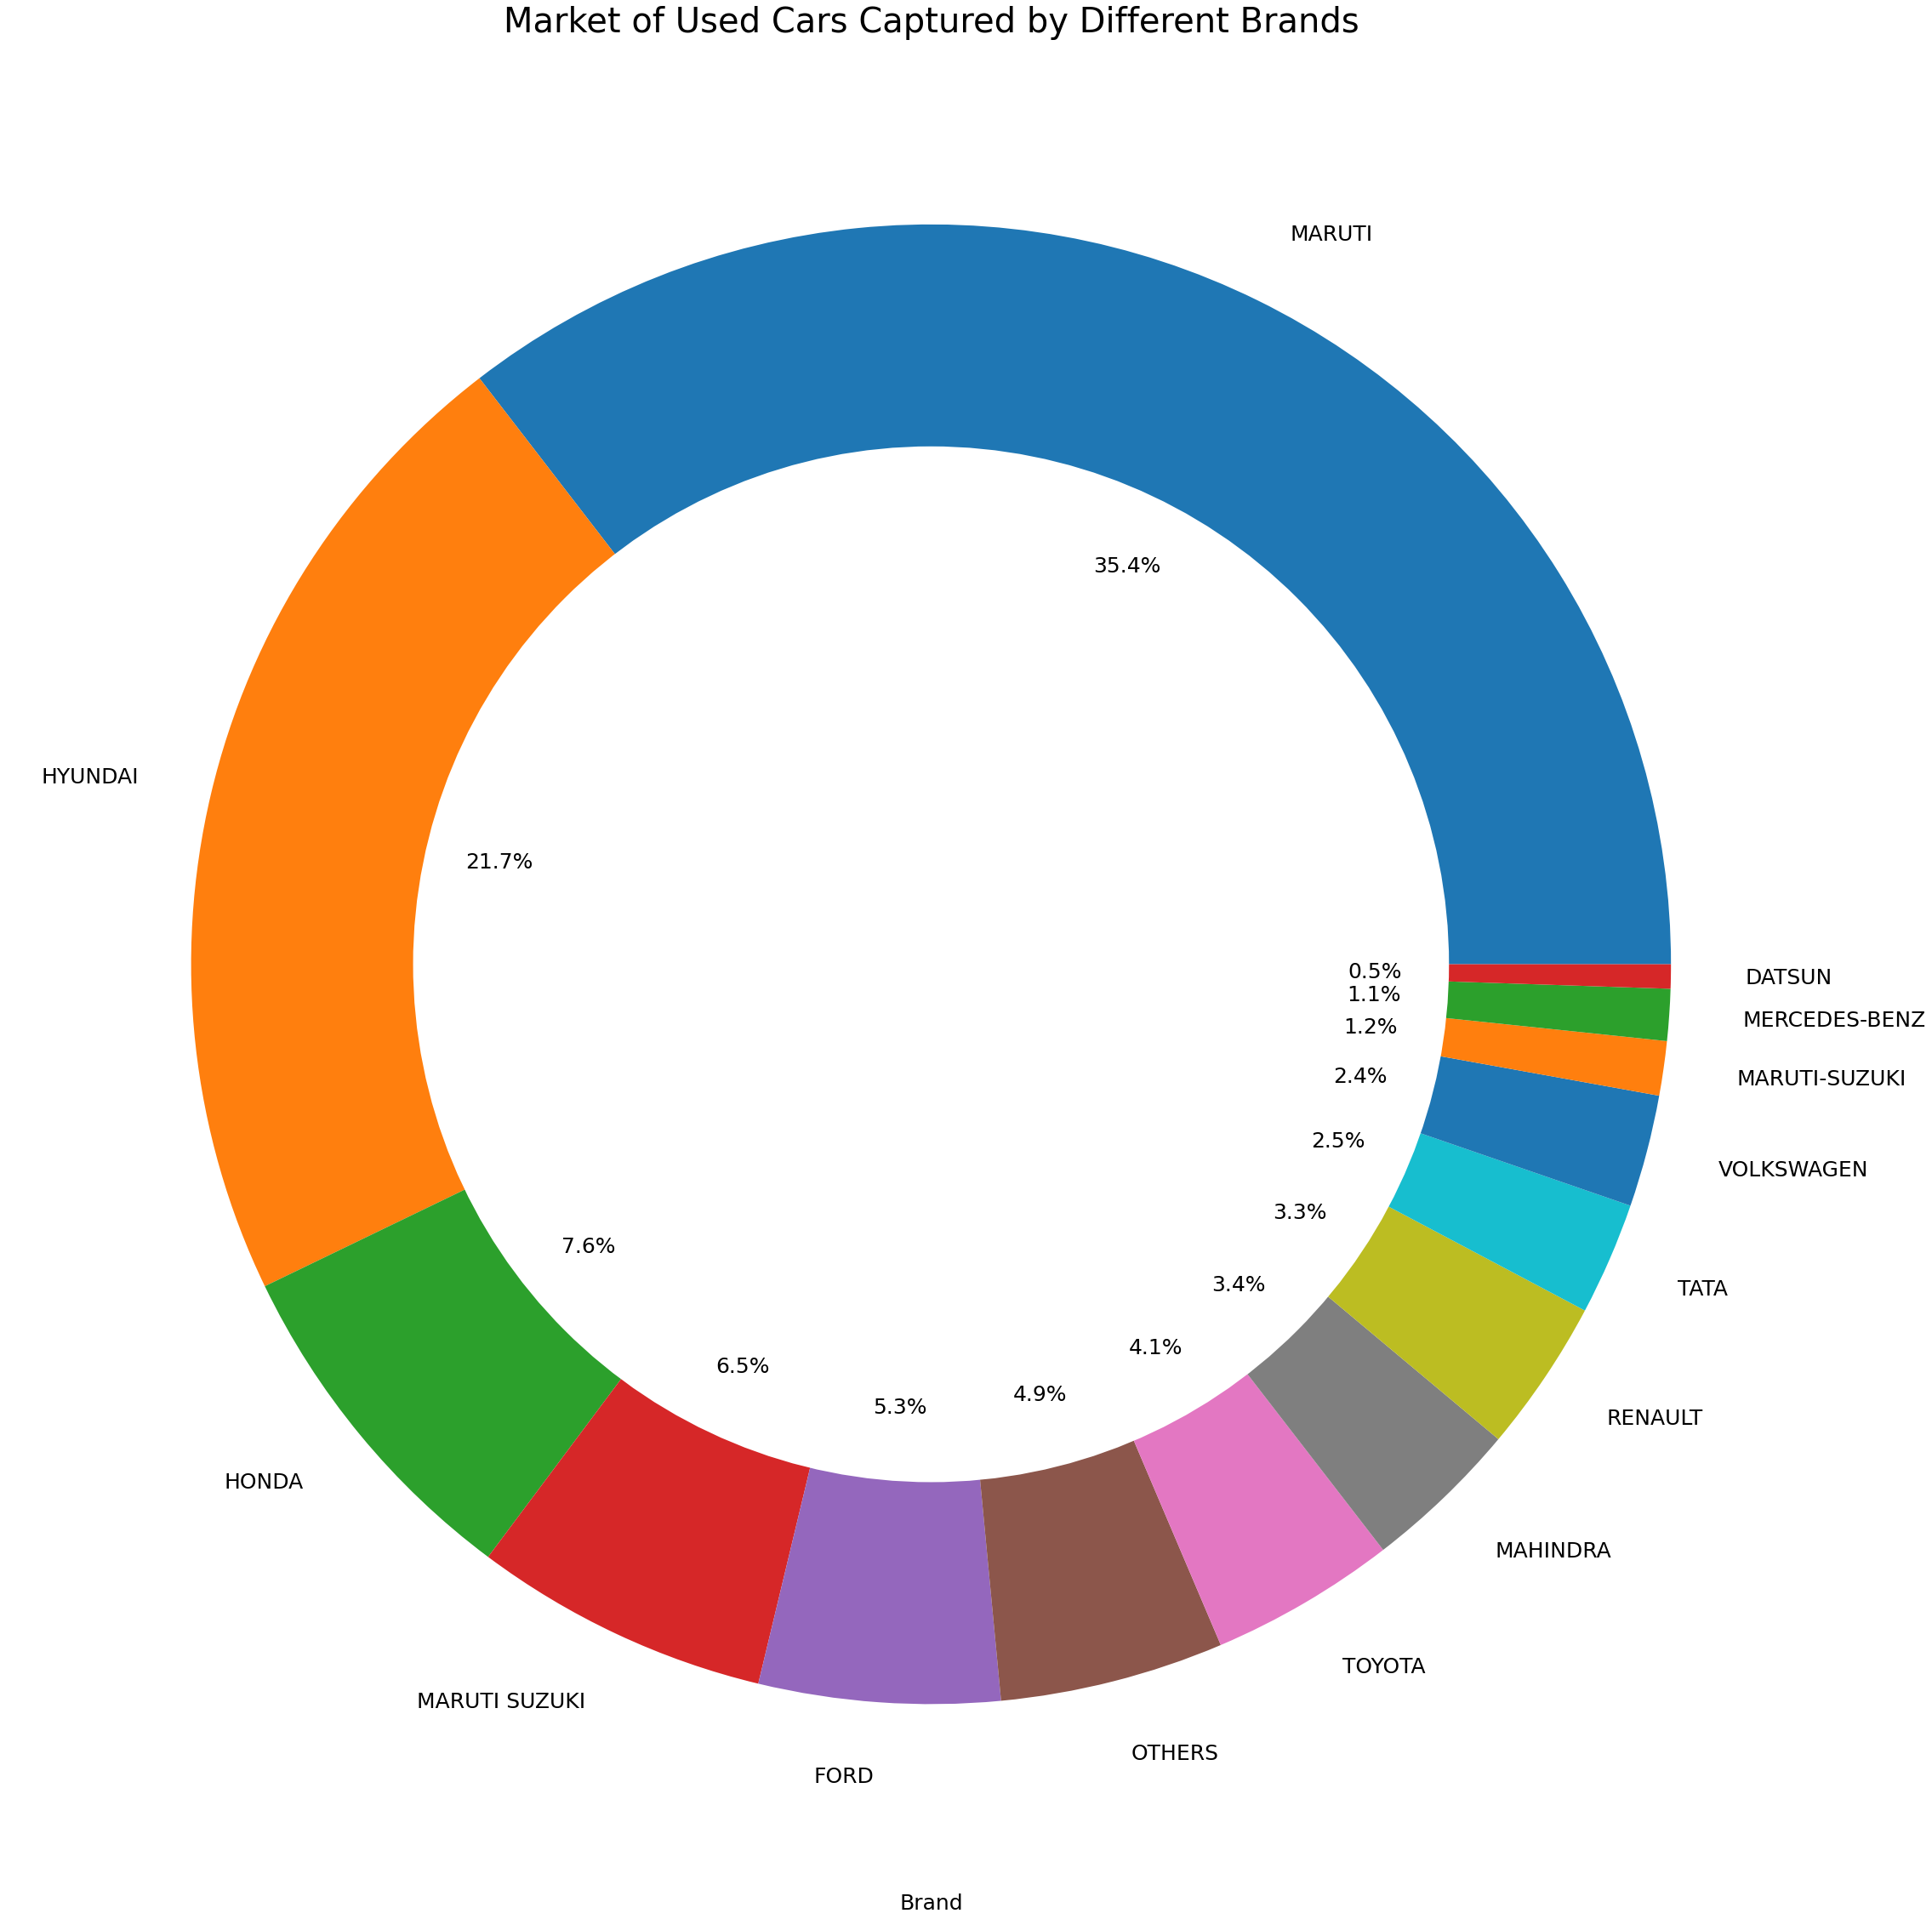 Market of Used Cars Captured by Different Brands
MARUTI
35.4%
HYUNDAI
21.7%
HONDA
7.6%
MARUTI SUZUKI
6.5%
FORD
5.3%
OTHERS
4.9%
TOYOTA
4.1%
MAHINDRA
3.4%
RENAULT
3.3%
TATA
2.5%
VOLKSWAGEN
2.4%
MARUTI-SUZUKI
1.2%
MERCEDES-BENZ
1.1%
DATSUN
0.5%
Brand